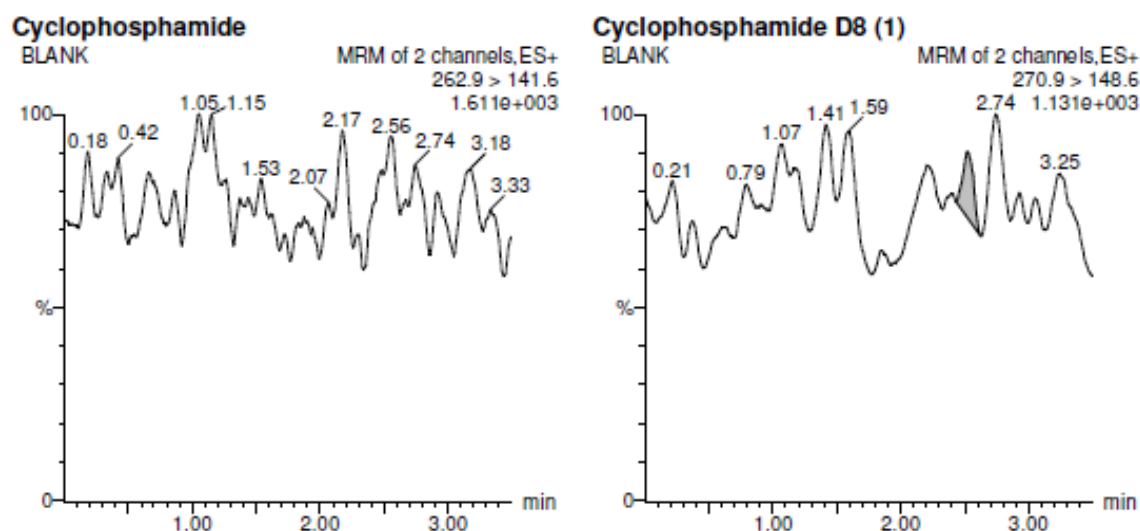 Cyclophosphamide
BLANK
MRM of 2 channels,ES+
262.9 > 141.6
1.611e+003
100
0.18
0.42
1.05
1.15
1.53
2.07
2.17
2.56
2.74
3.18
3.33
%
0
1.00
2.00
3.00
min
Cyclophosphamide D8 (1)
BLANK
MRM of 2 channels,ES+
270.9 > 148.6
1.131e+003
100
0.21
0.79
1.07
1.41
1.59
2.74
3.25
%
0
1.00
2.00
3.00
min